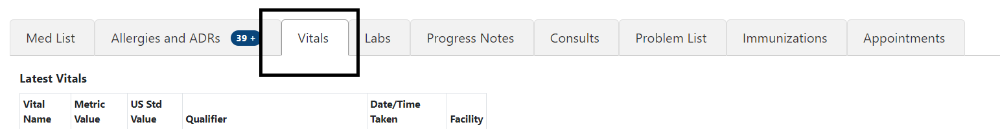 Med List Allergies and ADRs 39 + Vitals Labs Progress Notes Consults Problem List Immunizations Appointments
Latest Vitals
Vital Name Metric Value US Std Value Qualifier Date/Time Taken Facility